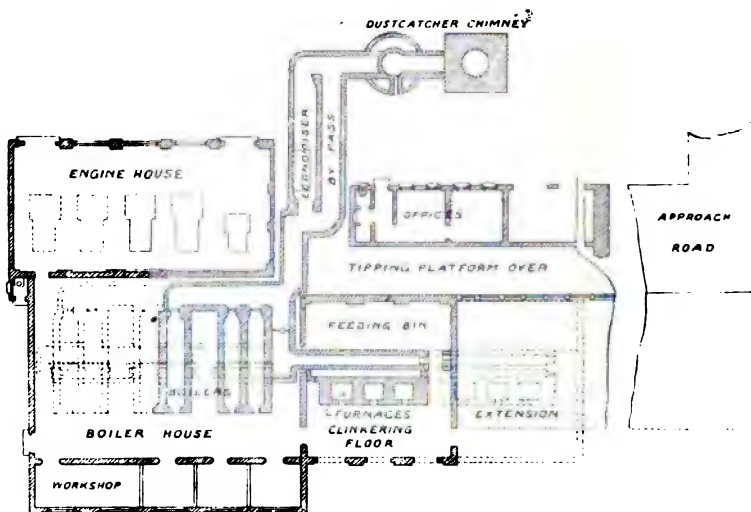 DUSTCATCHER CHIMNEY
ECONOMISER
BY PASS
ENGINE HOUSE
OFFICES
APPROACH
ROAD
TIPPING PLATFORM OVER
FEEDING BIN
BOILERS
FURNACES
EXTENSION
BOILER HOUSE
CLINKERING
FLOOR
WORKSHOP